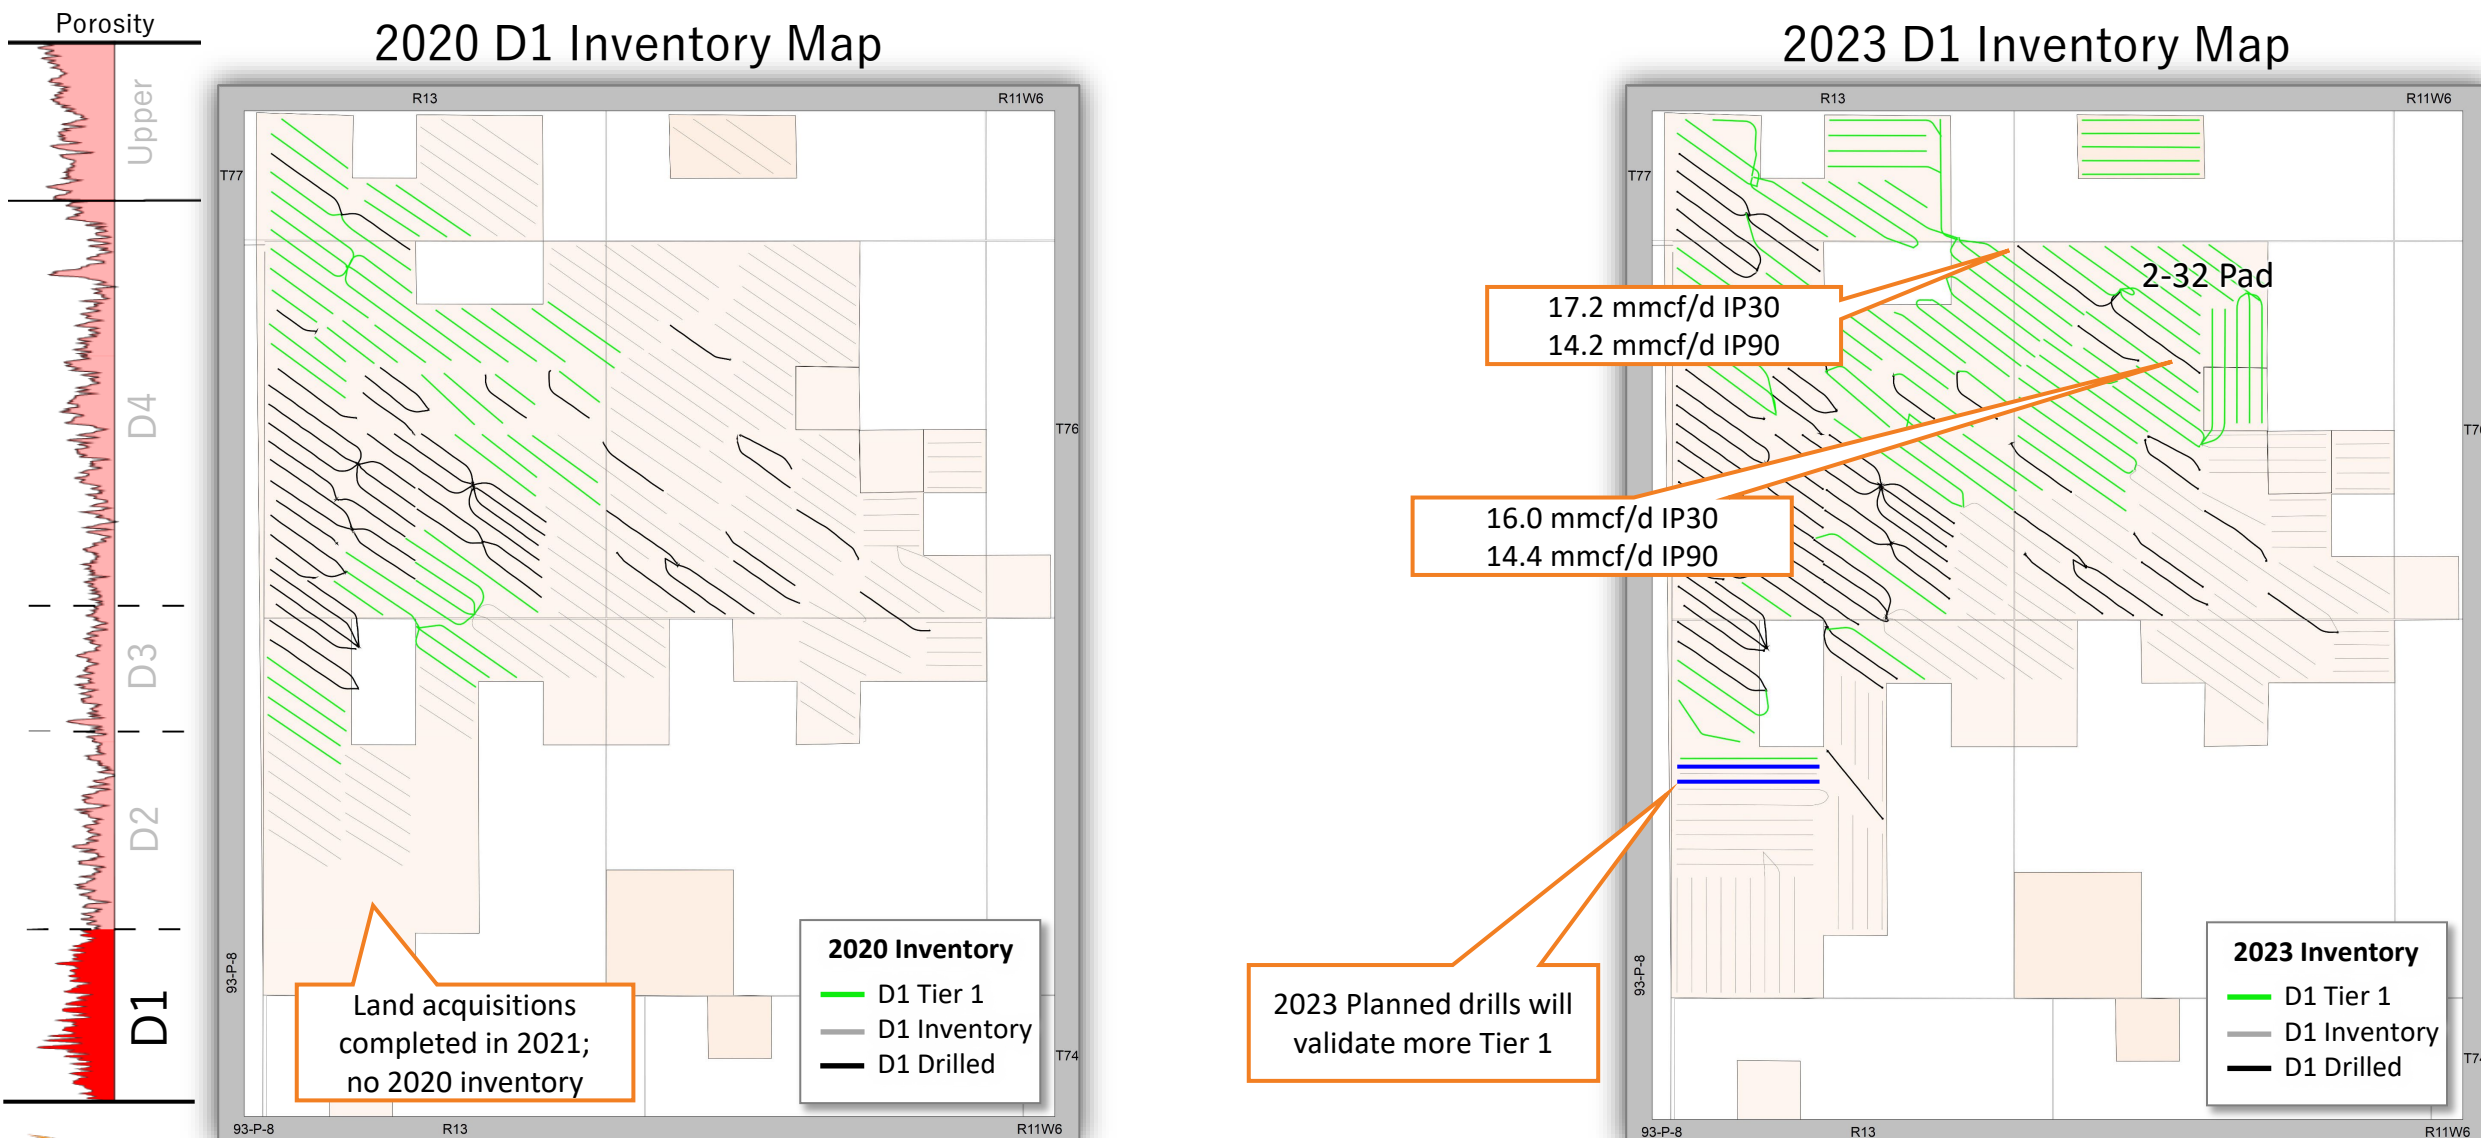 Porosity
Upper
D4
D3
D2
D1
2020 D1 Inventory Map
R13
R11W6
T77
T76
93-P-8
T74
Land acquisitions
completed in 2021;
no 2020 inventory
2020 Inventory
D1 Tier 1
D1 Inventory
D1 Drilled
93-P-8
R13
R11W6
2023 D1 Inventory Map
R13
R11W6
T77
2-32 Pad
17.2 mmcf/d IP30
14.2 mmcf/d IP90
16.0 mmcf/d IP30
14.4 mmcf/d IP90
93-P-8
2023 Planned drills will
validate more Tier 1
2023 Inventory
D1 Tier 1
D1 Inventory
D1 Drilled
93-P-8
R13
R11W6